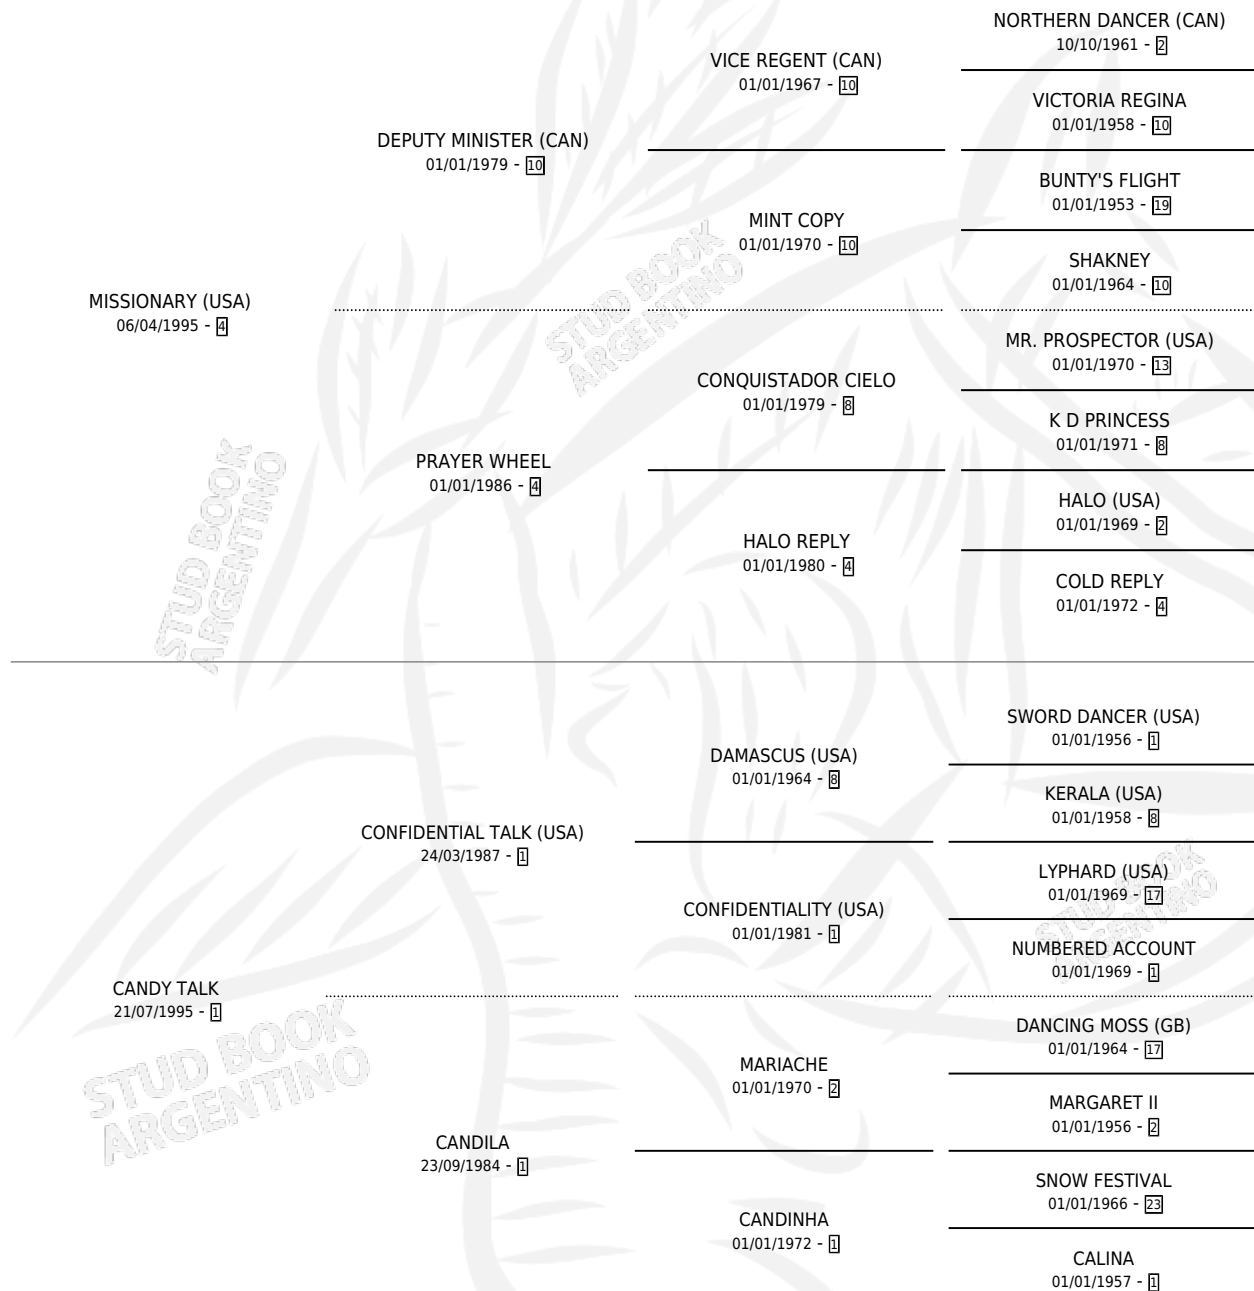 NORTHERN DANCER (CAN)
10/10/1961 - 2
VICE REGENT (CAN)
01/01/1967 - 10
VICTORIA REGINA
01/01/1958 - 10
DEPUTY MINISTER (CAN)
01/01/1979 - 10
BUNTY'S FLIGHT
01/01/1953 - 19
MINT COPY
01/01/1970 - 10
SHAKNEY
01/01/1964 - 10
MISSIONARY (USA)
06/04/1995 - 4
MR. PROSPECTOR (USA)
01/01/1970 - 13
CONQUISTADOR CIELO
01/01/1979 - 8
K D PRINCESS
01/01/1971 - 8
PRAYER WHEEL
01/01/1986 - 4
HALO (USA)
01/01/1969 - 2
HALO REPLY
01/01/1980 - 4
COLD REPLY
01/01/1972 - 4
SWORD DANCER (USA)
01/01/1956 - 1
DAMASCUS (USA)
01/01/1964 - 8
KERALA (USA)
01/01/1958 - 8
CONFIDENTIAL TALK (USA)
24/03/1987 - 1
LYPHARD (USA)
01/01/1969 - 17
CONFIDENTIALITY (USA)
01/01/1981 - 1
NUMBERED ACCOUNT
01/01/1969 - 1
CANDY TALK
21/07/1995 - 1
DANCING MOSS (GB)
01/01/1964 - 17
MARIACHE
01/01/1970 - 2
MARGARET II
01/01/1956 - 2
CANDILA
23/09/1984 - 1
SNOW FESTIVAL
01/01/1966 - 23
CANDINHA
01/01/1972 - 1
CALINA
01/01/1957 - 1
STUD BOOK
ARGENTINO
STUD BOOK
ARGENTINO
STUD BOOK
ARGENTINO
STUD BOOK
ARGENTINO